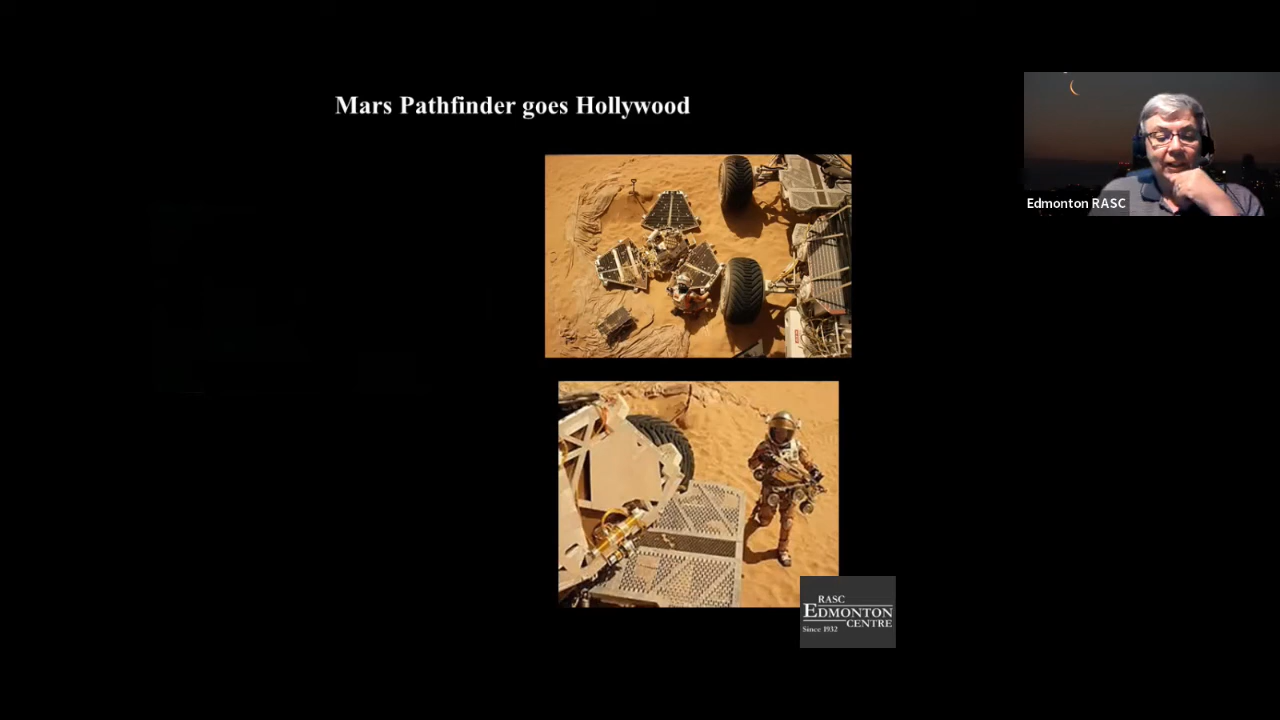 Mars Pathfinder goes Hollywood
Edmonton RASC
RASC
EDMONTON
CENTRE
Since 1932